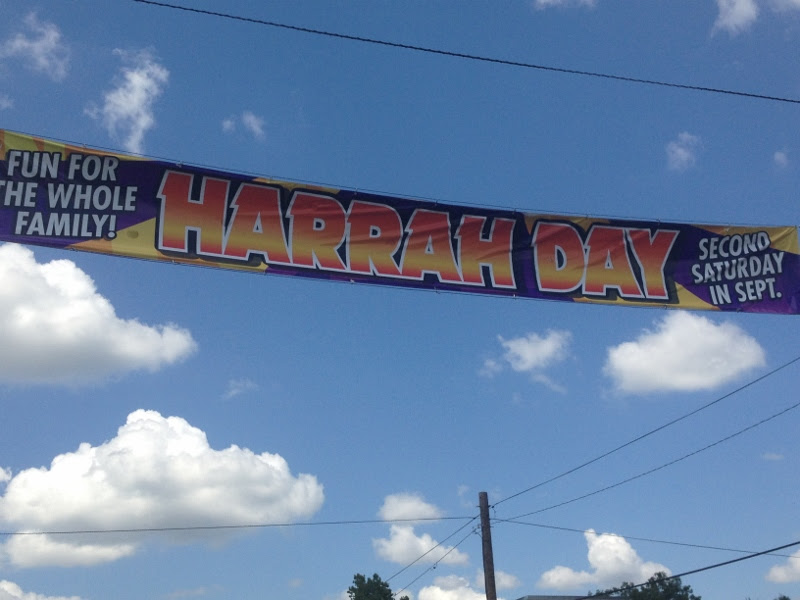 FUN FOR
THE WHOLE
FAMILY!
HARRAH DAY
SECOND
SATURDAY
IN SEPT.